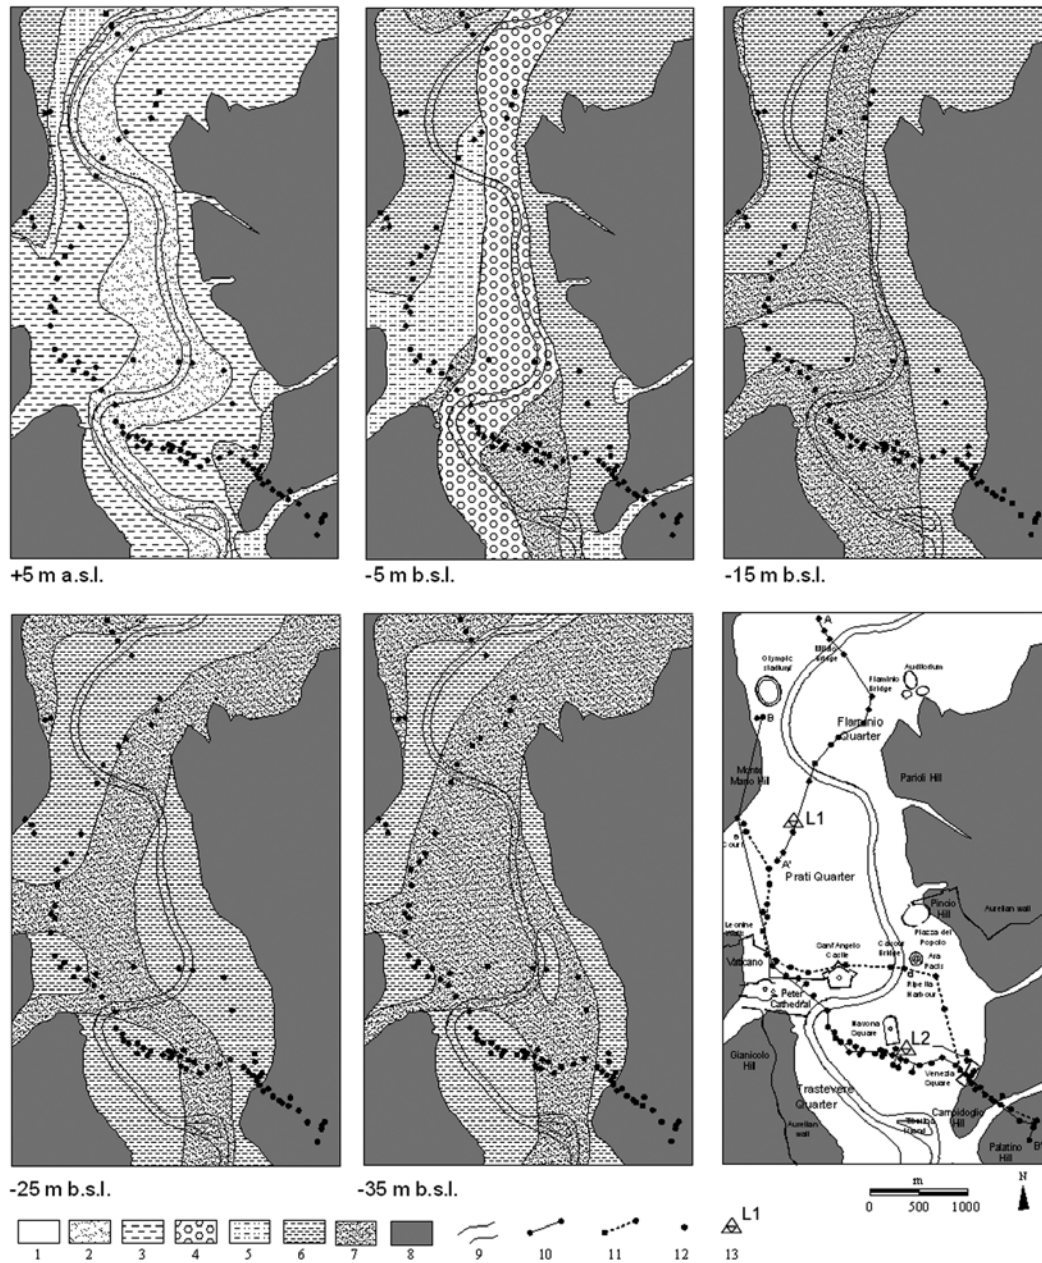 +5 m a.s.l.
-5 m b.s.l.
-15 m b.s.l.
A
Olympic
stadium
Bridge
Auditorium
Flaminio
Bridge
B
Flaminio
Quarter
Monte
Mario Hill
Parioli Hill
L1
A'
Prati Quarter
Pincio
Hill
Aurelian wall
Piazza del
Popolo
Leonine
Sant'Angelo
Castle
Cavour
Bridge
Ara
Pacis
Vaticano
Peter
Cathedral
Ripetta
Harbour
Navona
Square
L2
Gianicolo
Hill
Venezia
Square
Trastevere
Quarter
Campidoglio
Hill
Aurelian
wall
Palatino
Hill
B'
-25 m b.s.l.
-35 m b.s.l.
m
0 500 1000
N
L1
1 2 3 4 5 6 7 8 9 10 11 12 13